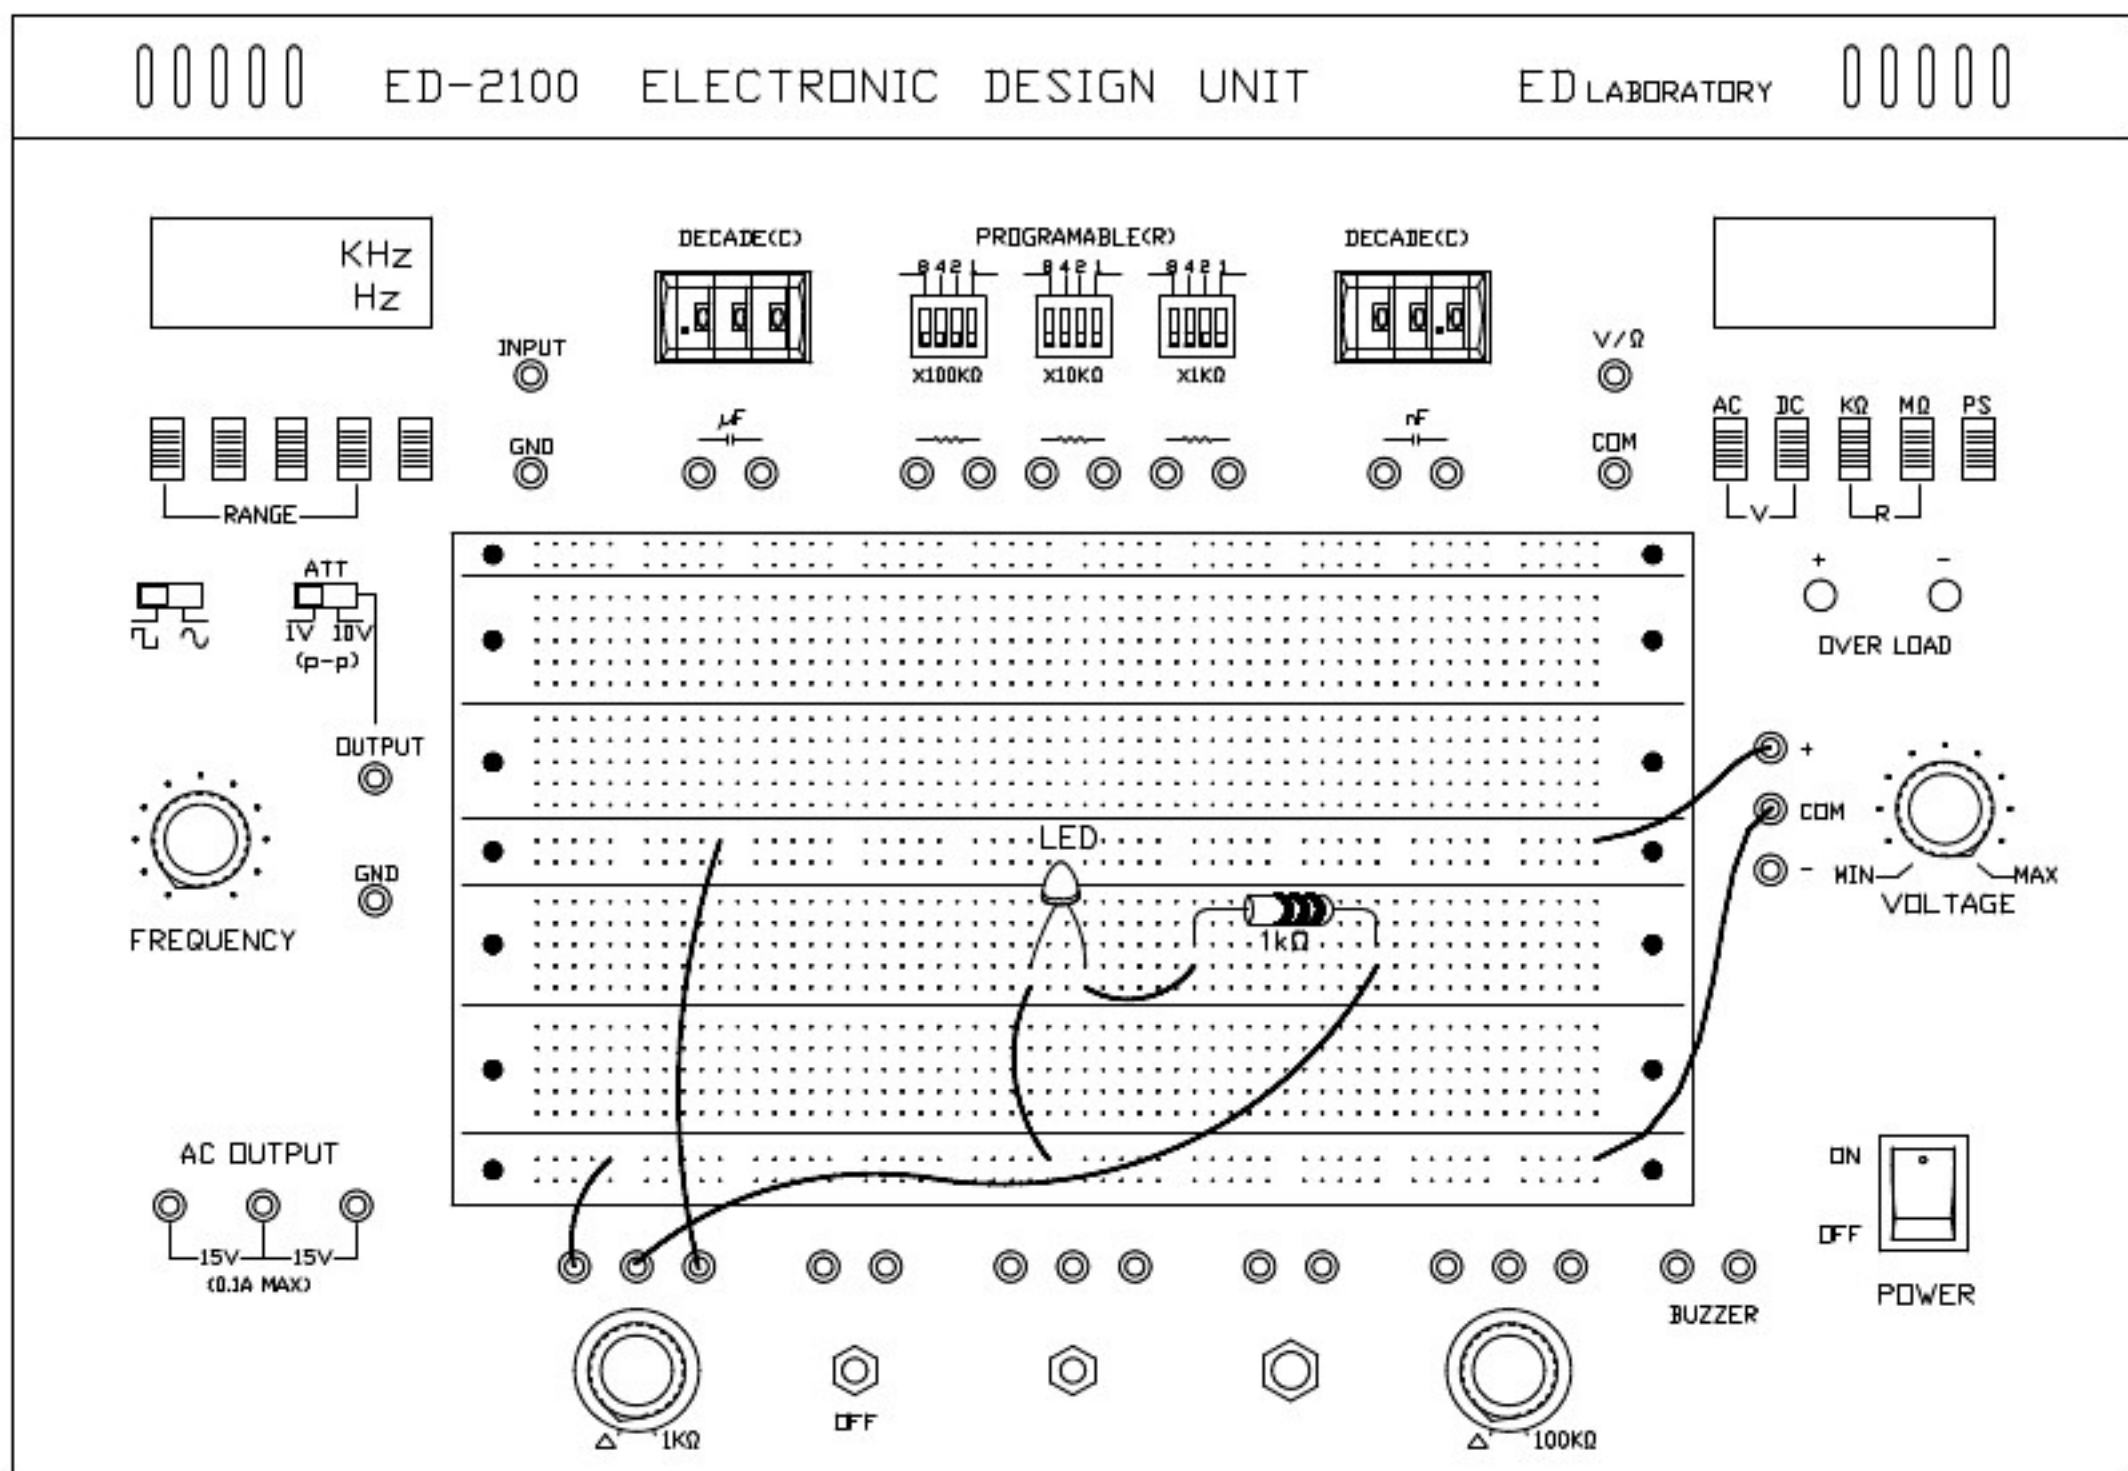 ED-2100 ELECTRONIC DESIGN UNIT ED LABORATORY
KHz
Hz
DECADE(C)
PROGRAMABLE(R)
DECADE(C)
8 4 2 1
8 4 2 1
8 4 2 1
INPUT
X100KΩ
X10KΩ
X1KΩ
V/Ω
AC DC KΩ MΩ PS
μF
nF
GND
COM
RANGE
V
R
ATT
+ -
1V 10V
(p-p)
OVER LOAD
OUTPUT
+
COM
-
LED
GND
MIN
MAX
VOLTAGE
FREQUENCY
1kΩ
AC OUTPUT
ON
OFF
15V 15V
(0.1A MAX)
POWER
BUZZER
OFF
1KΩ
100KΩ